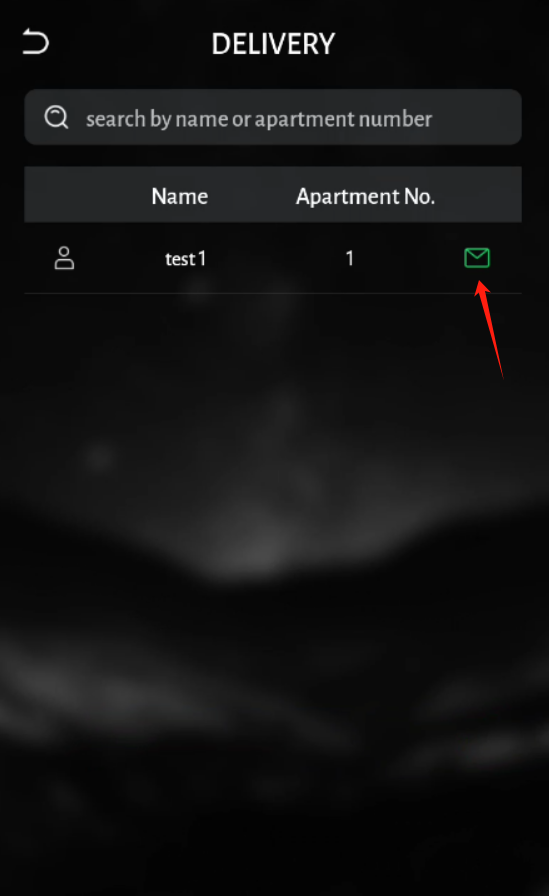 DELIVERY
search by name or apartment number
Name Apartment No.
test1 1